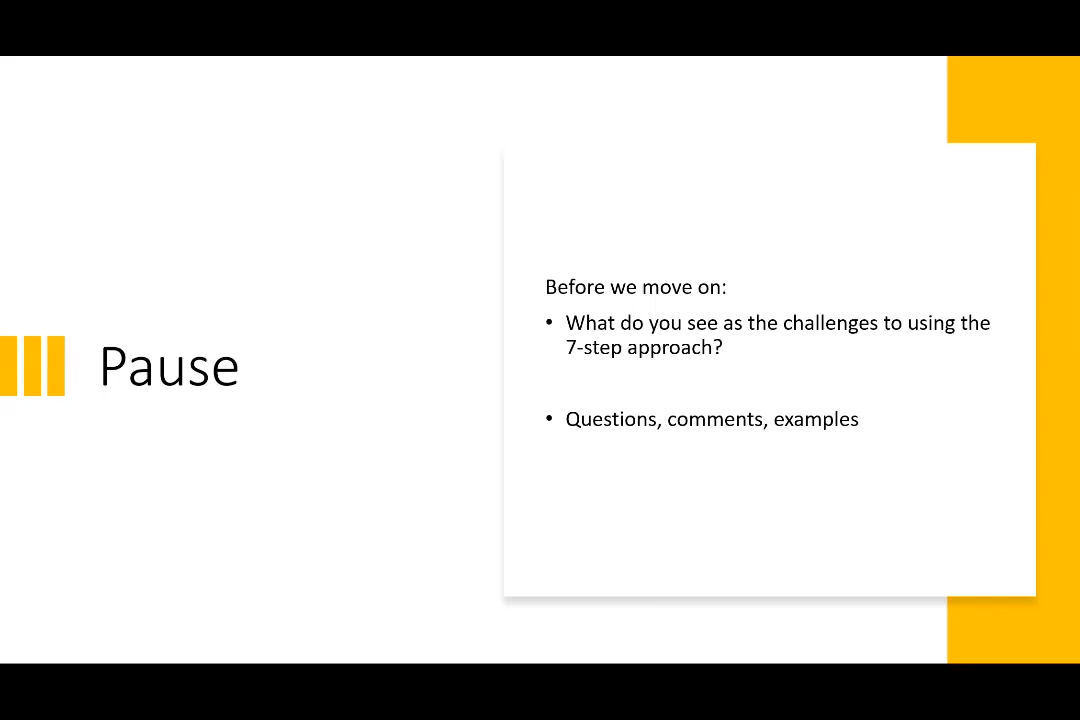 Pause
Before we move on:
• What do you see as the challenges to using the
7-step approach?
• Questions, comments, examples